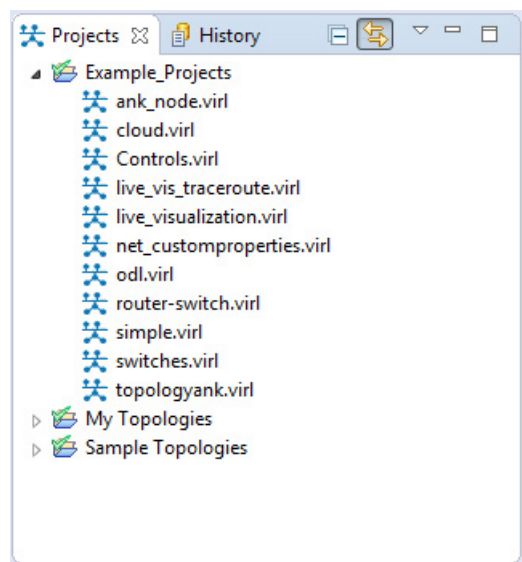 Projects History
Example_Projects
ank_node.virl
cloud.virl
Controls.virl
live_vis_traceroute.virl
live_visualization.virl
net_customproperties.virl
odl.virl
router-switch.virl
simple.virl
switches.virl
topologyank.virl
My Topologies
Sample Topologies